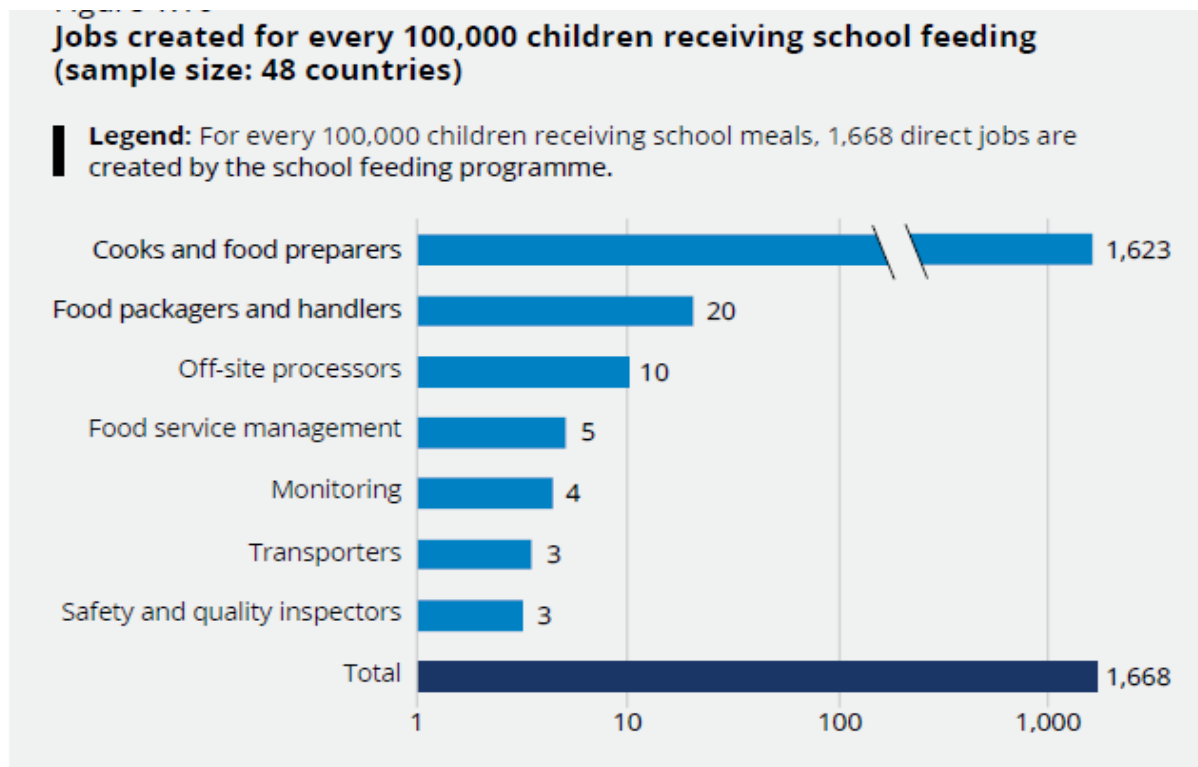 Jobs created for every 100,000 children receiving school feeding
(sample size: 48 countries)
Legend: For every 100,000 children receiving school meals, 1,668 direct jobs are
created by the school feeding programme.
Cooks and food preparers 1,623
Food packagers and handlers 20
Off-site processors 10
Food service management 5
Monitoring 4
Transporters 3
Safety and quality inspectors 3
Total 1,668
1 10 100 1,000